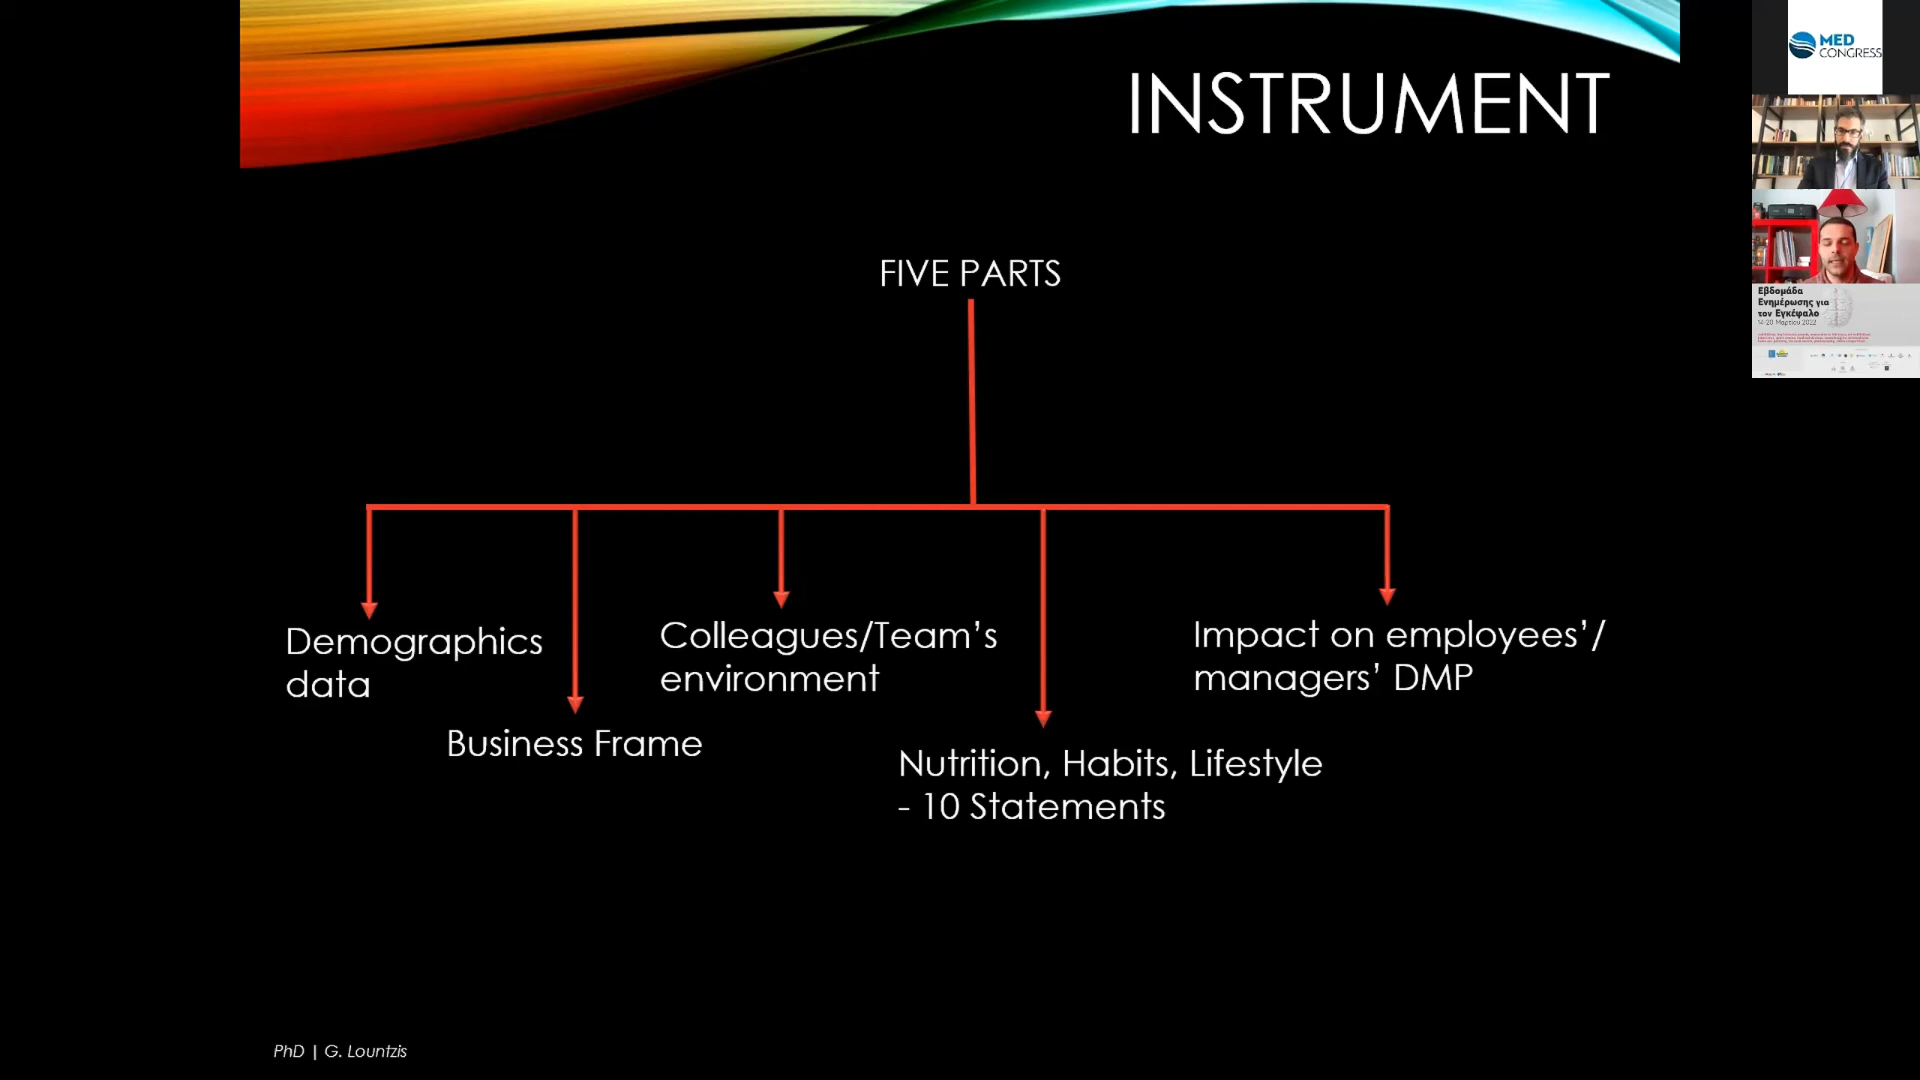 INSTRUMENT
FIVE PARTS
Demographics
data
Business Frame
Colleagues/Team’s
environment
Nutrition, Habits, Lifestyle
- 10 Statements
Impact on employees’/
managers’ DMP
PhD | G. Lountzis
MED
CONGRESS
Εβδομάδα
Ενημέρωσης για
τον Εγκέφαλο
14-20 Μαρτίου 2022